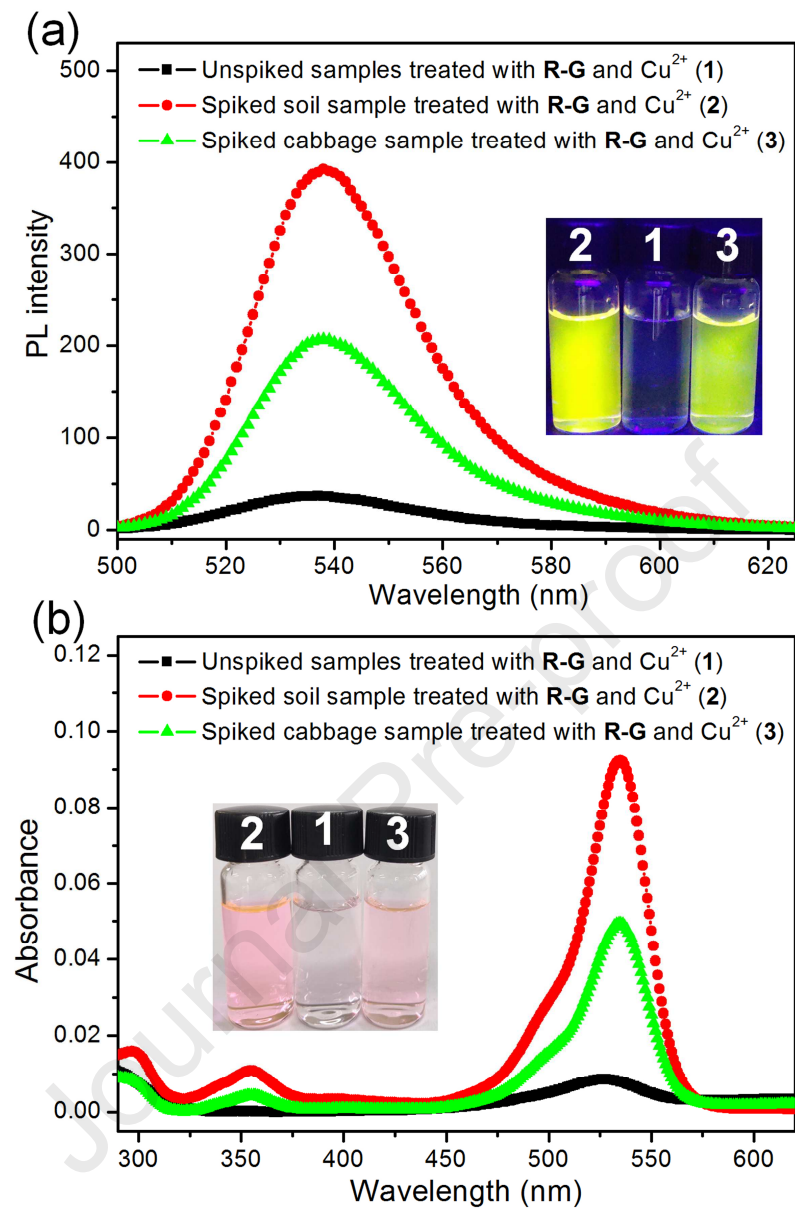 (a)
500
400
300
200
100
0
PL intensity
Unspiked samples treated with R-G and Cu²⁺ (1)
Spiked soil sample treated with R-G and Cu²⁺ (2)
Spiked cabbage sample treated with R-G and Cu²⁺ (3)
2 1 3
500 520 540 560 580 600 620
Wavelength (nm)
(b)
0.12
0.10
0.08
0.06
0.04
0.02
0.00
Absorbance
Unspiked samples treated with R-G and Cu²⁺ (1)
Spiked soil sample treated with R-G and Cu²⁺ (2)
Spiked cabbage sample treated with R-G and Cu²⁺ (3)
2 1 3
300 350 400 450 500 550 600
Wavelength (nm)
Journal Pre-proof